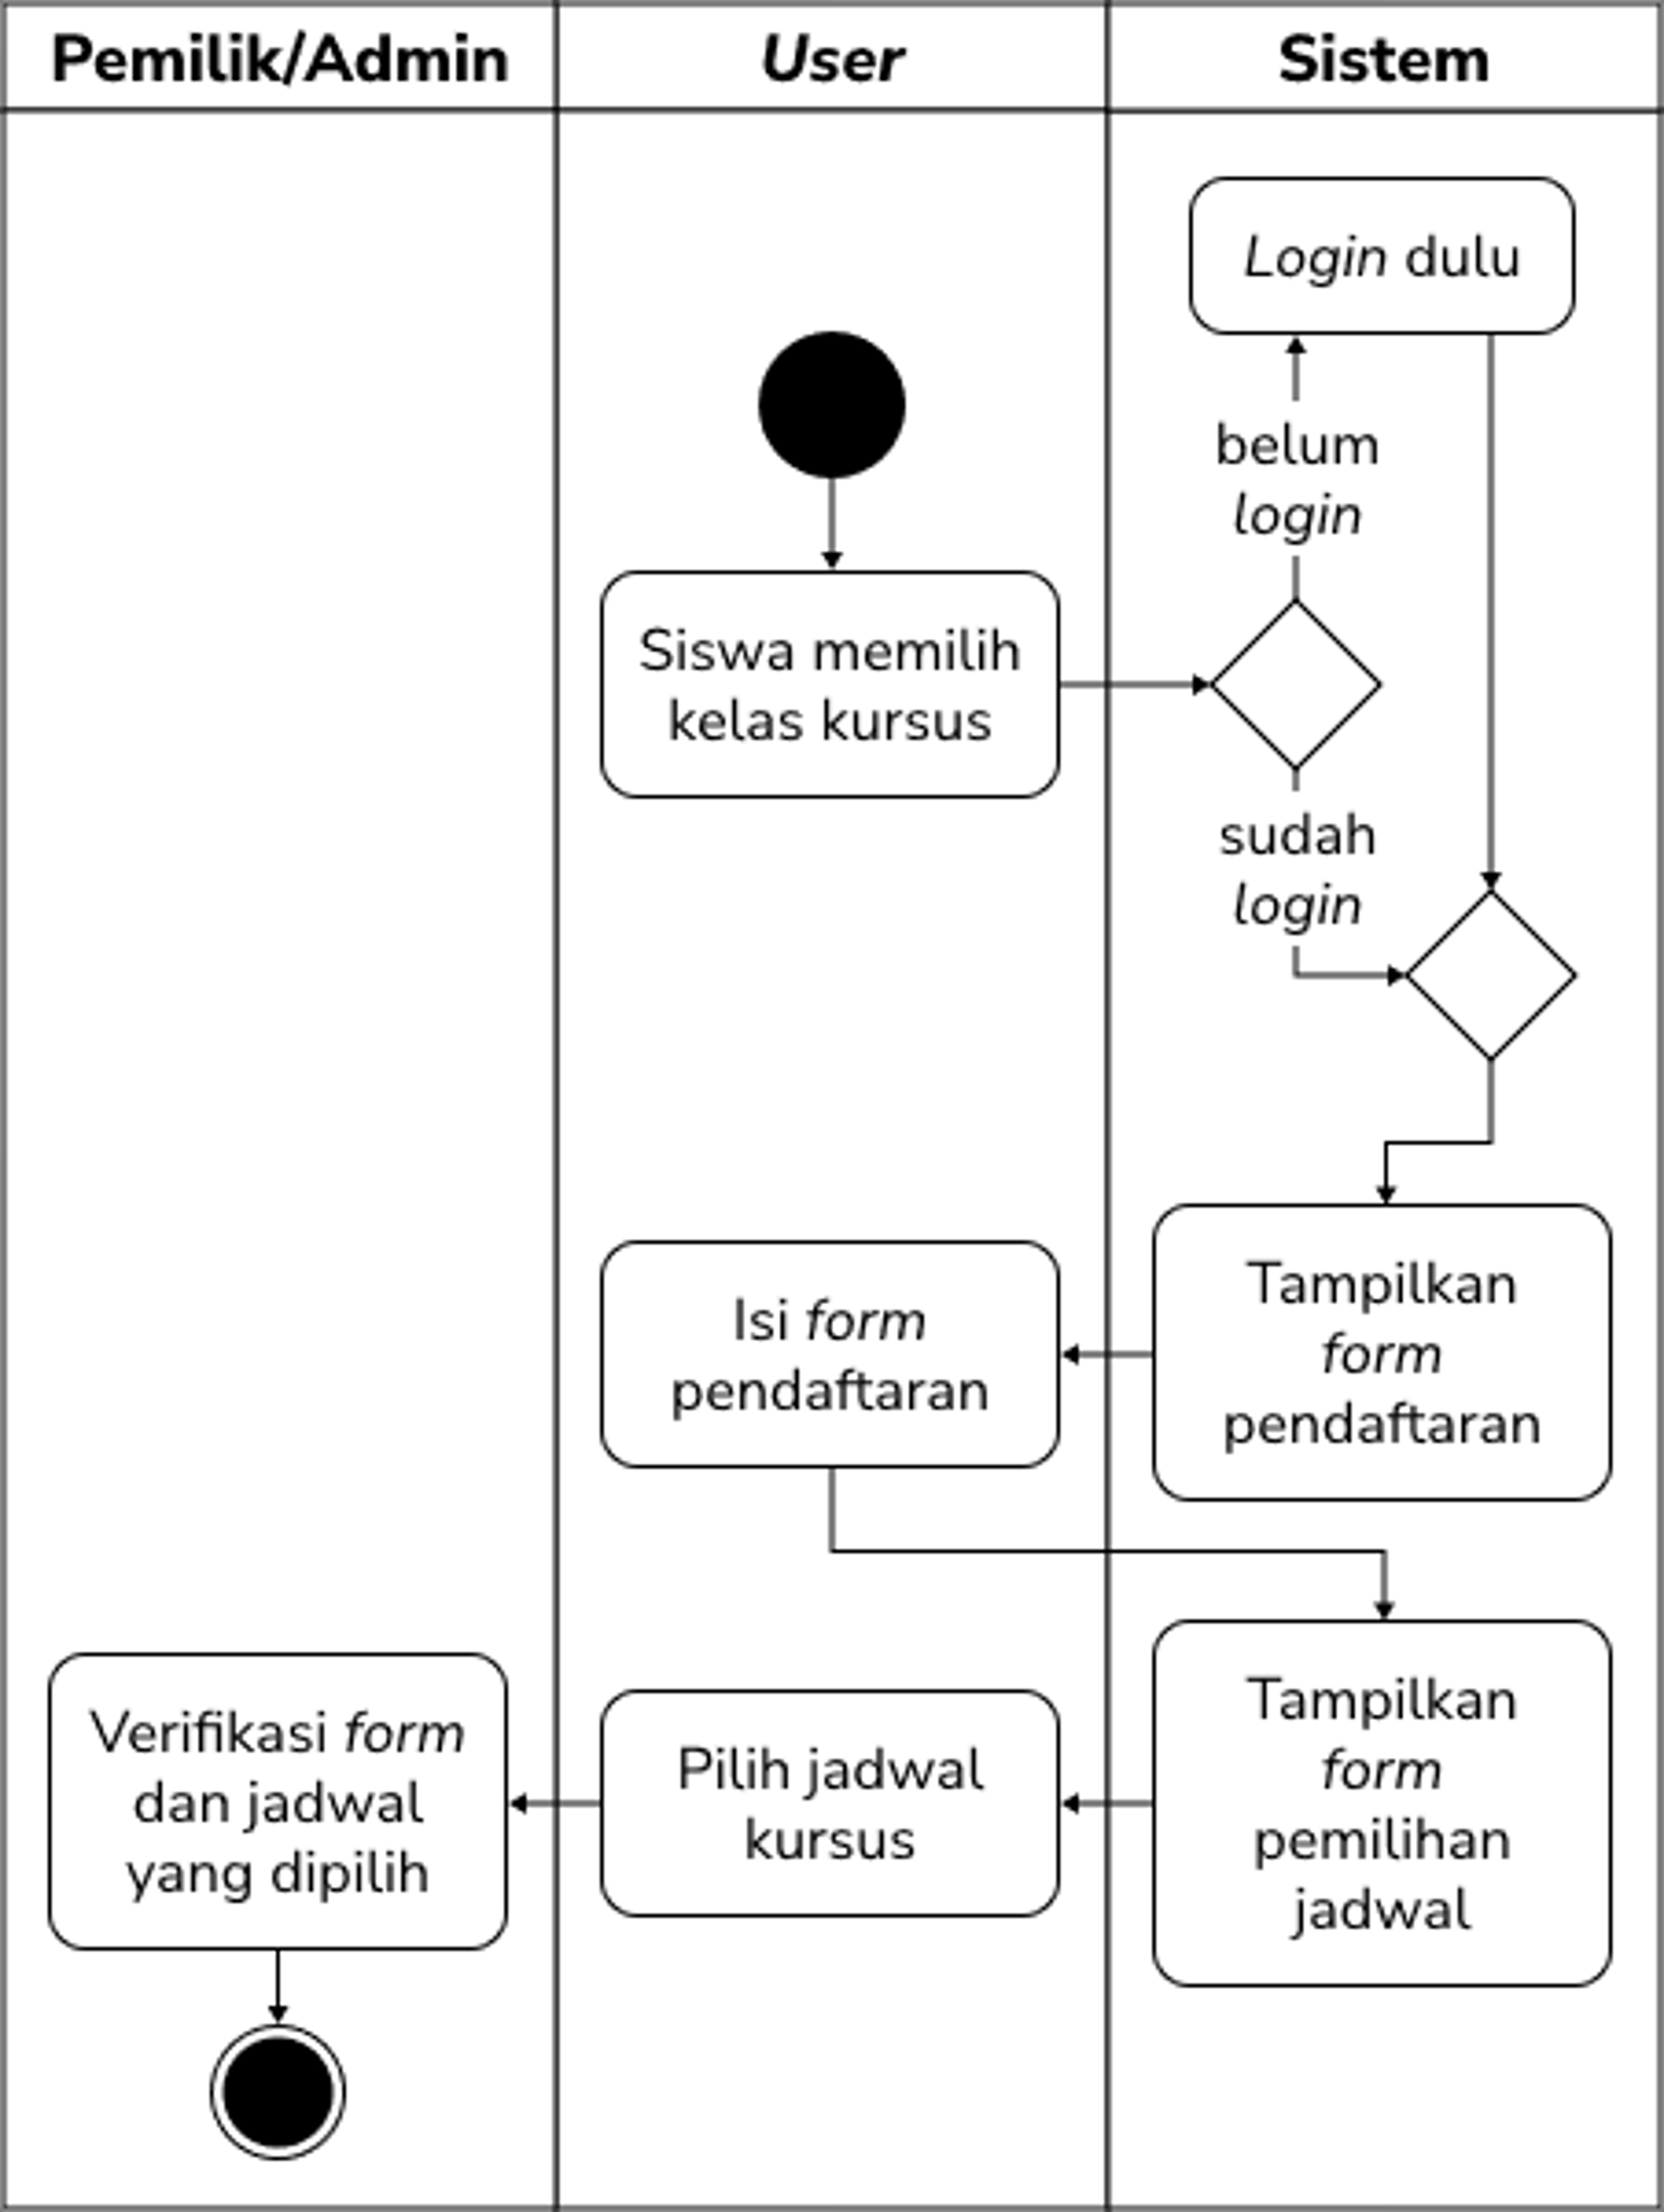 Pemilik/Admin
User
Sistem
Login dulu
belum
login
Siswa memilih
kelas kursus
sudah
login
Tampilkan
form
pendaftaran
Isi form
pendaftaran
Tampilkan
form
pemilihan
jadwal
Pilih jadwal
kursus
Verifikasi form
dan jadwal
yang dipilih